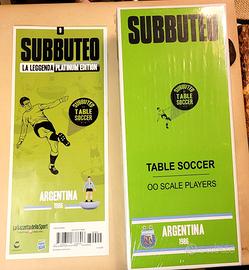 SUBBUTEO
LA LEGGENDA PLATINUM EDITION
SUBBUTEO
TABLE
SOCCER
ARGENTINA
1986
La Gazzetta dello Sport
SUBBUTEO
SUBBUTEO
TABLE
SOCCER
TABLE SOCCER
OO SCALE PLAYERS
ARGENTINA
1986